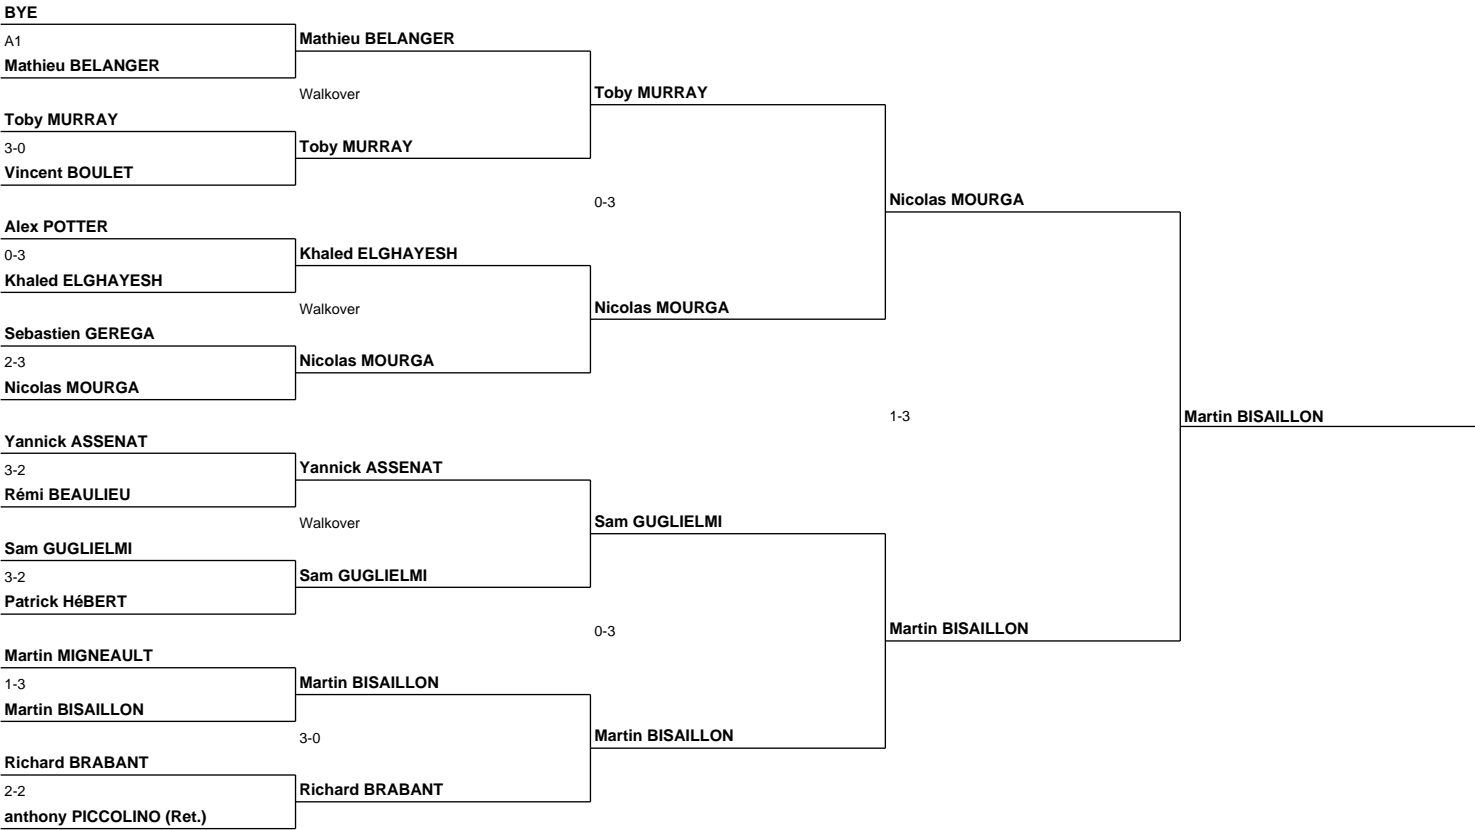 BYE
A1
Mathieu BELANGER
Toby MURRAY
3-0
Vincent BOULET
Alex POTTER
0-3
Khaled ELGHAYESH
Sebastien GEREGA
2-3
Nicolas MOURGA
Yannick ASSENAT
3-2
Rémi BEAULIEU
Sam GUGLIELMI
3-2
Patrick HéBERT
Martin MIGNEAULT
1-3
Martin BISAILLON
Richard BRABANT
2-2
anthony PICCOLINO (Ret.)
Mathieu BELANGER
Walkover
Toby MURRAY
Khaled ELGHAYESH
Walkover
Nicolas MOURGA
Yannick ASSENAT
Walkover
Sam GUGLIELMI
Martin BISAILLON
3-0
Richard BRABANT
Toby MURRAY
0-3
Nicolas MOURGA
Sam GUGLIELMI
0-3
Martin BISAILLON
Nicolas MOURGA
1-3
Martin BISAILLON
Martin BISAILLON